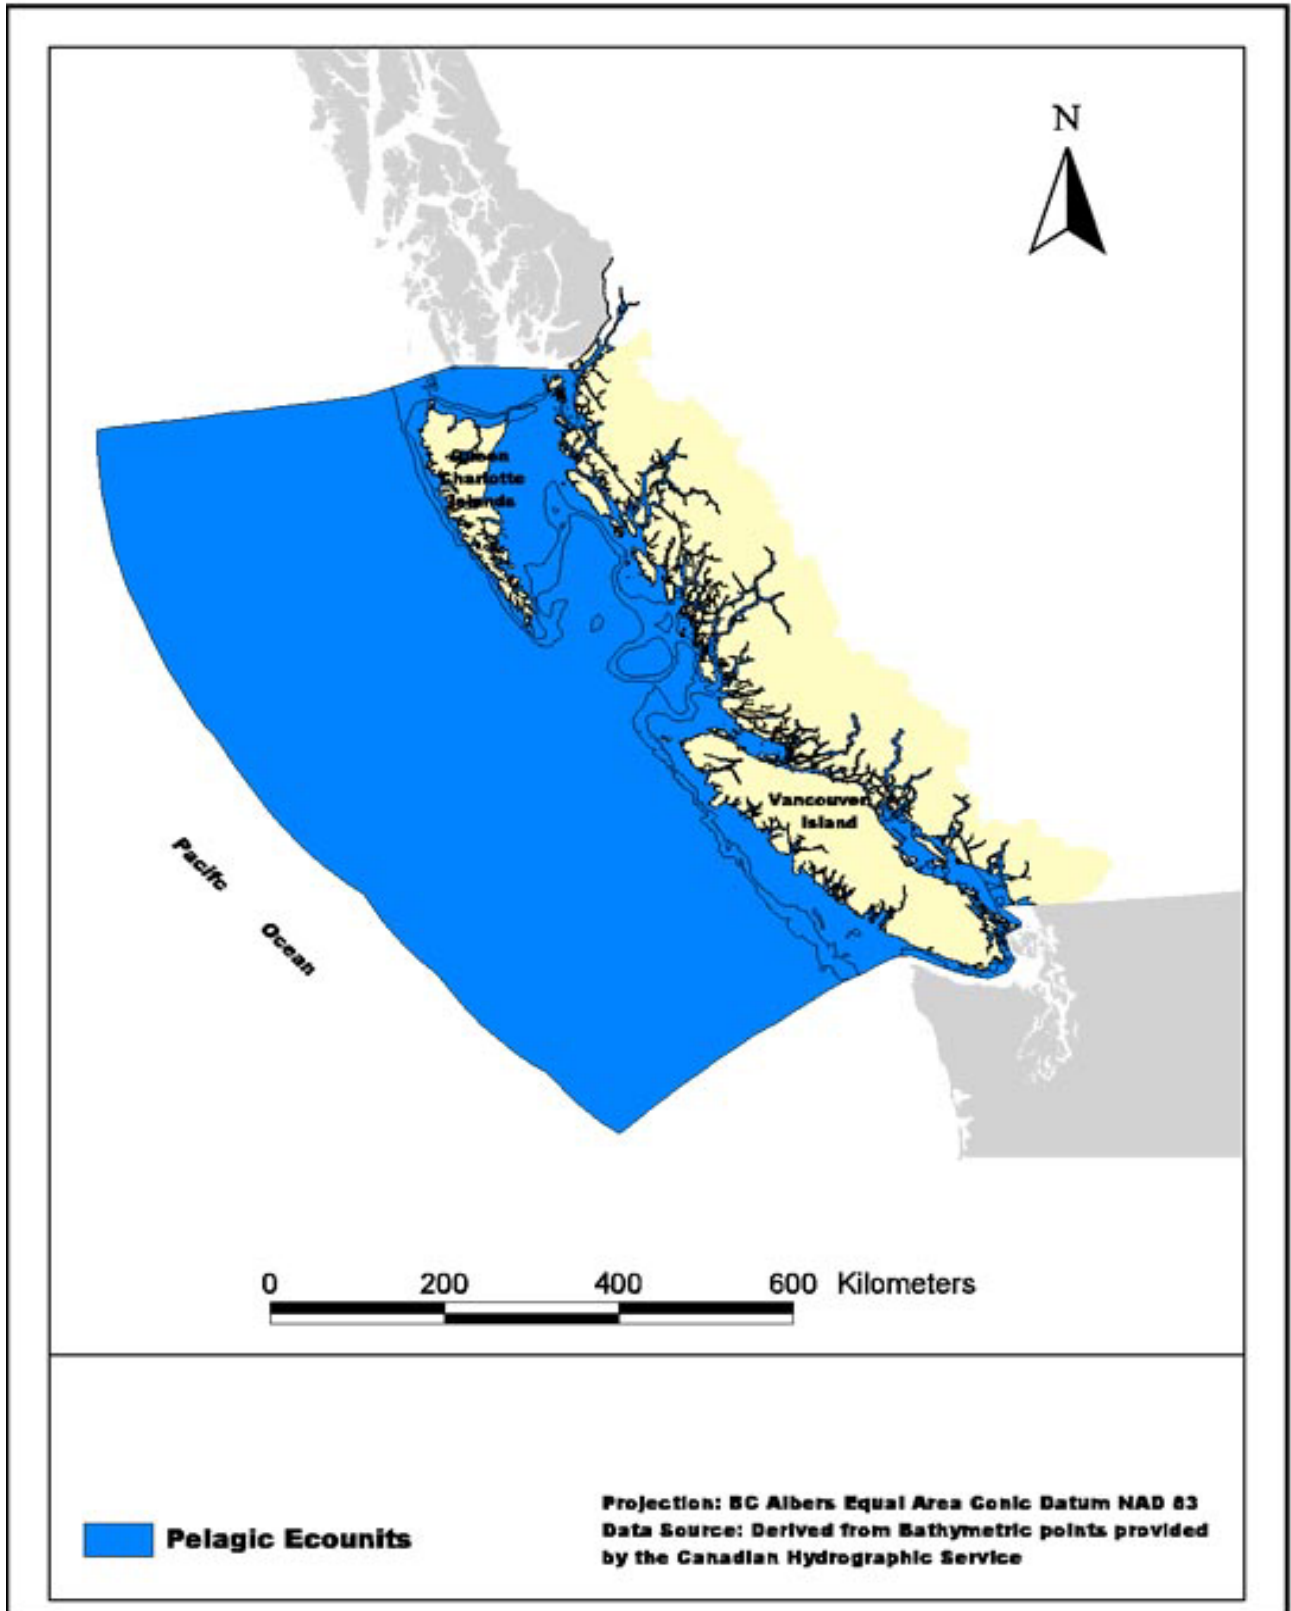 N
Queen
Charlotte
Islands
Vancouver
Island
Pacifc
Ocean
0 200 400 600 Kilometers
Pelagic Ecounits
Projection: BC Albers Equal Area Conic Datum NAD 83
Data Source: Derived from Bathymetric points provided
by the Canadian Hydrographic Service